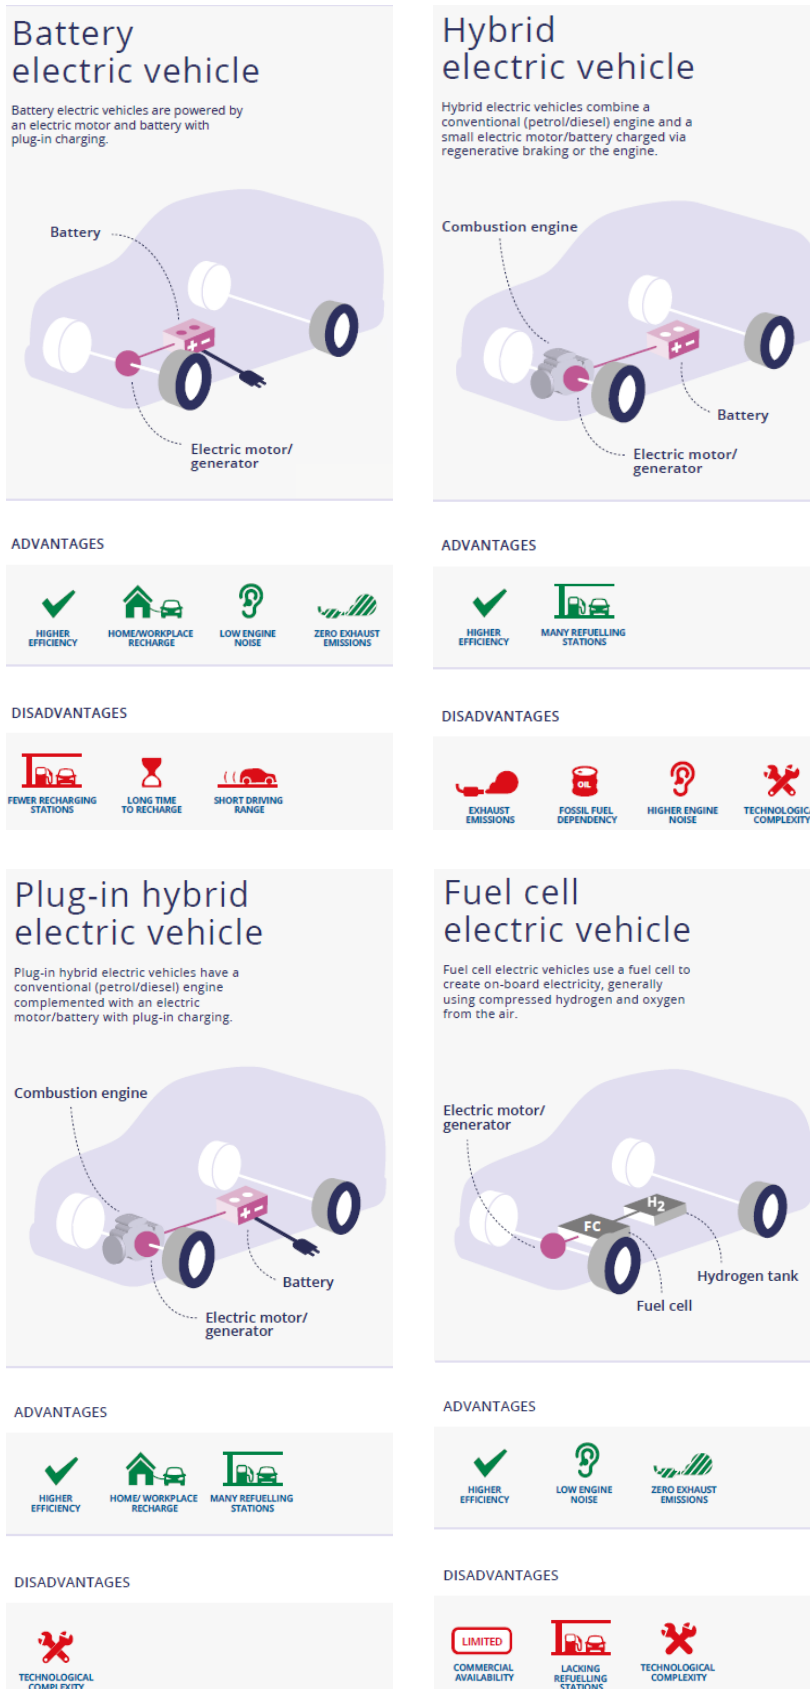 Battery
electric vehicle
Battery electric vehicles are powered by
an electric motor and battery with
plug-in charging.
Battery
Electric motor/
generator
ADVANTAGES
HIGHER
EFFICIENCY
HOME/WORKPLACE
RECHARGE
LOW ENGINE
NOISE
ZERO EXHAUST
EMISSIONS
DISADVANTAGES
FEWER RECHARGING
STATIONS
LONG TIME
TO RECHARGE
SHORT DRIVING
RANGE
Hybrid
electric vehicle
Hybrid electric vehicles combine a
conventional (petrol/diesel) engine and a
small electric motor/battery charged via
regenerative braking or the engine.
Combustion engine
Battery
Electric motor/
generator
ADVANTAGES
HIGHER
EFFICIENCY
MANY REFUELLING
STATIONS
DISADVANTAGES
EXHAUST
EMISSIONS
OIL
FOSSIL FUEL
DEPENDENCY
HIGHER ENGINE
NOISE
TECHNOLOGICA
COMPLEXITY
Plug-in hybrid
electric vehicle
Plug-in hybrid electric vehicles have a
conventional (petrol/diesel) engine
complemented with an electric
motor/battery with plug-in charging.
Combustion engine
Battery
Electric motor/
generator
ADVANTAGES
HIGHER
EFFICIENCY
HOME/ WORKPLACE
RECHARGE
MANY REFUELLING
STATIONS
DISADVANTAGES
TECHNOLOGICAL
COMPLEXITY
Fuel cell
electric vehicle
Fuel cell electric vehicles use a fuel cell to
create on-board electricity, generally
using compressed hydrogen and oxygen
from the air.
Electric motor/
generator
H2
FC
Hydrogen tank
Fuel cell
ADVANTAGES
HIGHER
EFFICIENCY
LOW ENGINE
NOISE
ZERO EXHAUST
EMISSIONS
DISADVANTAGES
LIMITED
COMMERCIAL
AVAILABILITY
LACKING
REFUELLING
STATIONS
TECHNOLOGICAL
COMPLEXITY